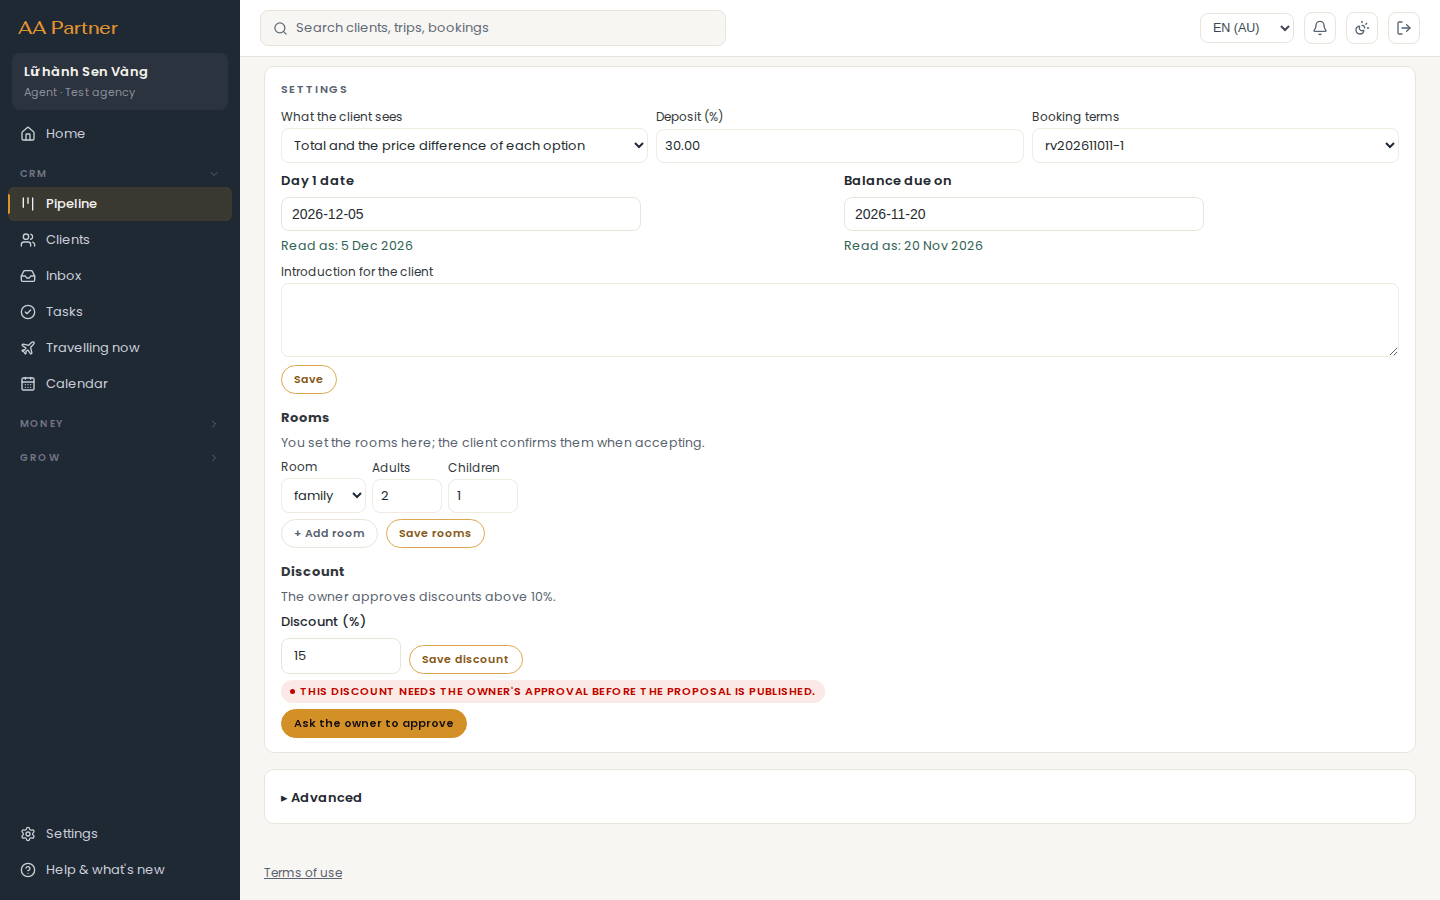 AA Partner
Lữ hành Sen Vàng
Agent · Test agency
Home
CRM
Pipeline
Clients
Inbox
Tasks
Travelling now
Calendar
MONEY
GROW
Settings
Help & what's new
Search clients, trips, bookings
EN (AU)
SETTINGS
What the client sees
Deposit (%)
Booking terms
Total and the price difference of each option
30.00
rv202611011-1
Day 1 date
Balance due on
2026-12-05
2026-11-20
Read as: 5 Dec 2026
Read as: 20 Nov 2026
Introduction for the client
Save
Rooms
You set the rooms here; the client confirms them when accepting.
Room
Adults
Children
family
2
1
+ Add room
Save rooms
Discount
The owner approves discounts above 10%.
Discount (%)
15
Save discount
THIS DISCOUNT NEEDS THE OWNER'S APPROVAL BEFORE THE PROPOSAL IS PUBLISHED.
Ask the owner to approve
▸ Advanced
Terms of use